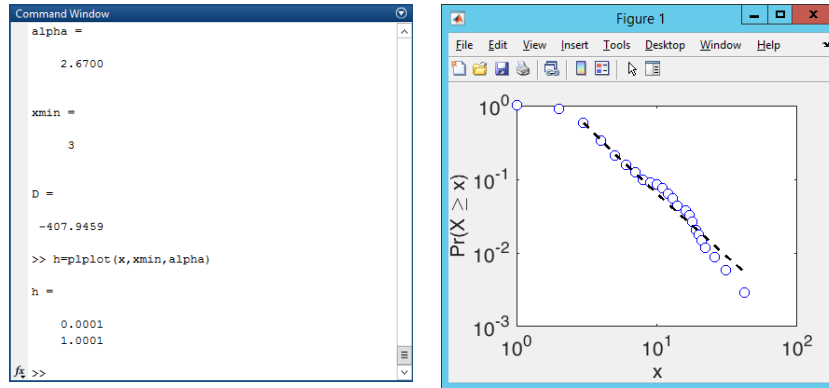 Command Window
alpha =
2.6700
xmin =
3
D =
-407.9459
>> h=plplot(x,xmin,alpha)
h =
0.0001
1.0001
fx >>
Figure 1
File Edit View Insert Tools Desktop Window Help
10^0
10^-1
10^-2
10^-3
Pr(X ≥ x)
10^0 10^1 10^2
x